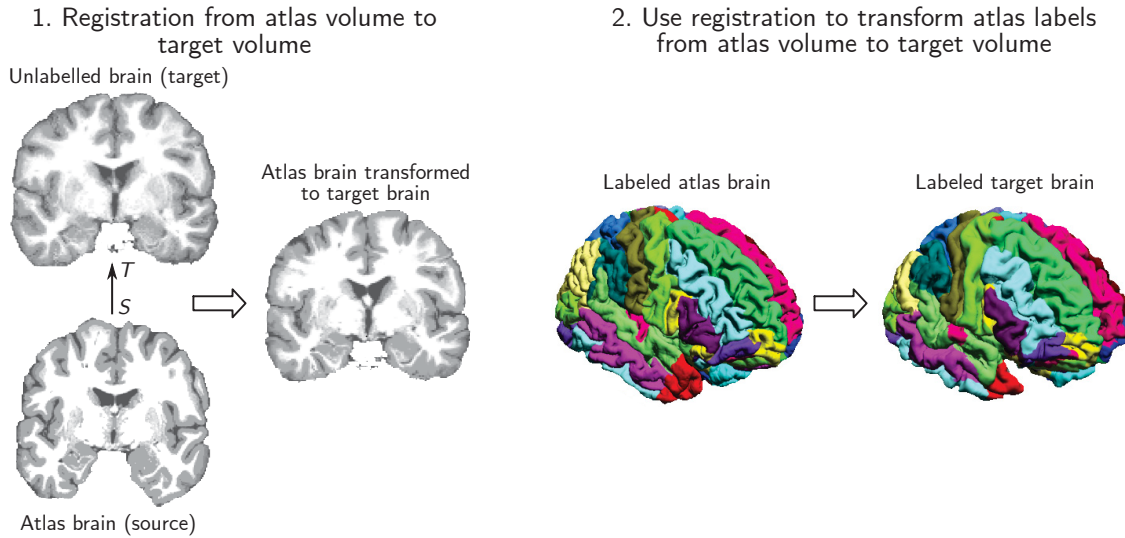 1. Registration from atlas volume to
target volume
Unlabelled brain (target)
T
S
Atlas brain (source)
Atlas brain transformed
to target brain
2. Use registration to transform atlas labels
from atlas volume to target volume
Labeled atlas brain
Labeled target brain